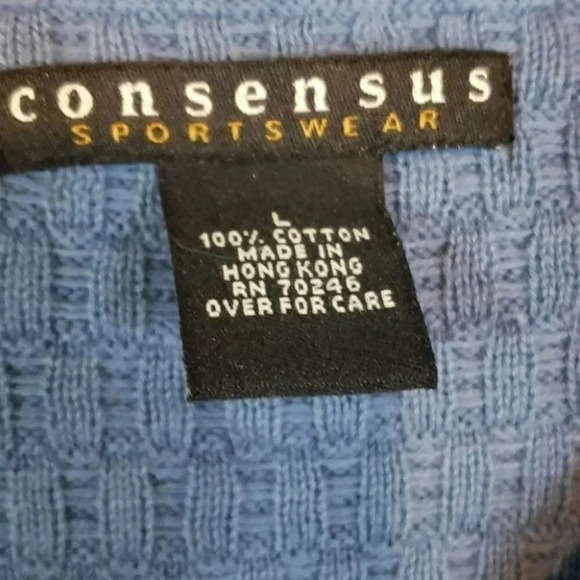 consensus
SPORTSWEAR
L
100% COTTON
MADE IN
HONG KONG
RN 70246
OVER FOR CARE